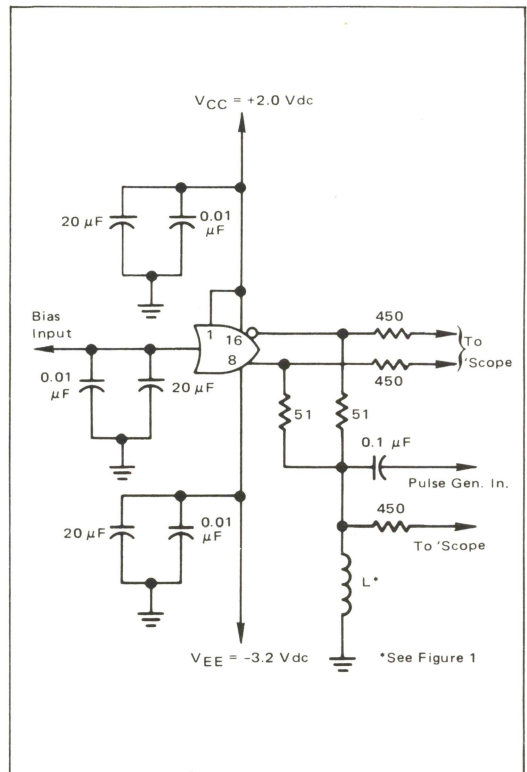 VCC = +2.0 Vdc
20 µF
0.01
µF
Bias
Input
1
16
8
450
To
'Scope
450
0.01
µF
20 µF
51
51
0.1 µF
Pulse Gen. In.
450
To 'Scope
20 µF
0.01
µF
L*
VEE = -3.2 Vdc
*See Figure 1